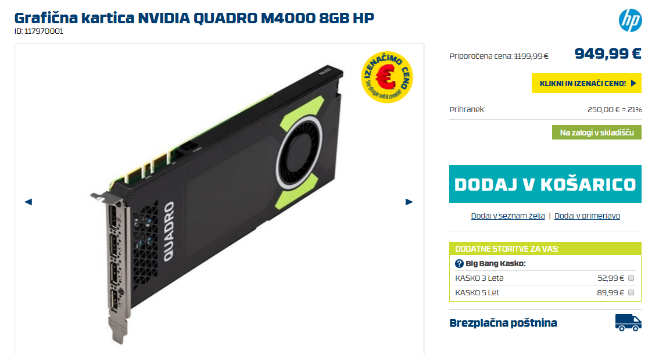 Grafična kartica NVIDIA QUADRO M4000 8GB HP
ID: 117970001
hp
Priporočena cena: 1199,99 € 949,99 €
IZENAČIMO CENO
€
KLIKNI IN IZENAČI CENO!
Prihranek 250,00 € = 21%
Na zalogi v skladišču
DODAJ V KOŠARICO
Dodaj v seznam želja | Dodaj v primerjavo
QUADRO
DODATNE STORITVE ZA VAS:
? Big Bang Kasko:
KASKO 3 Leta 52,99 €
KASKO 5 Let 89,99 €
Brezplačna poštnina